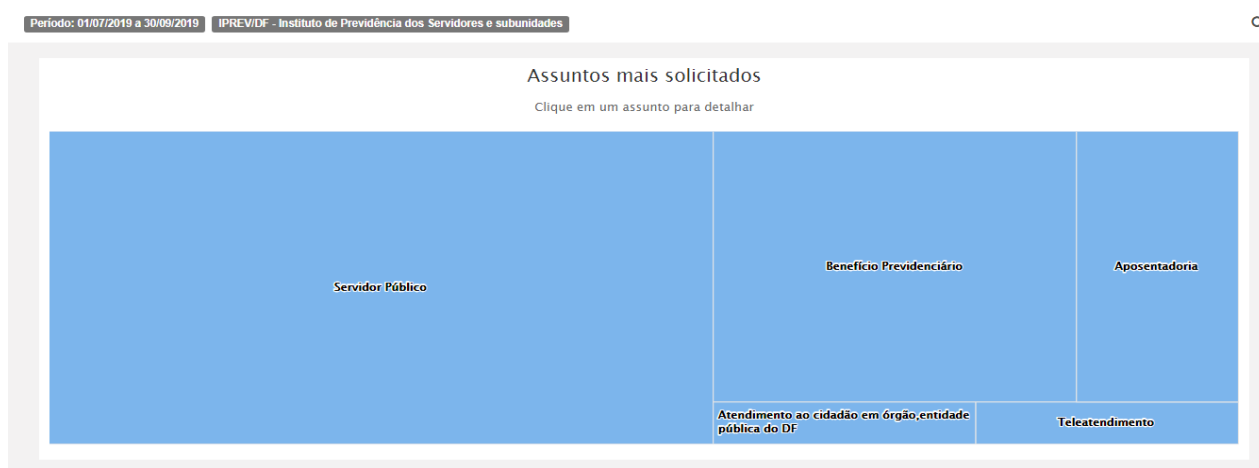 Período: 01/07/2019 a 30/09/2019 IPREV/DF - Instituto de Previdência dos Servidores e subunidades
Assuntos mais solicitados
Clique em um assunto para detalhar
Servidor Público
Benefício Previdenciário
Aposentadoria
Atendimento ao cidadão em órgão,entidade
pública do DF
Teleatendimento